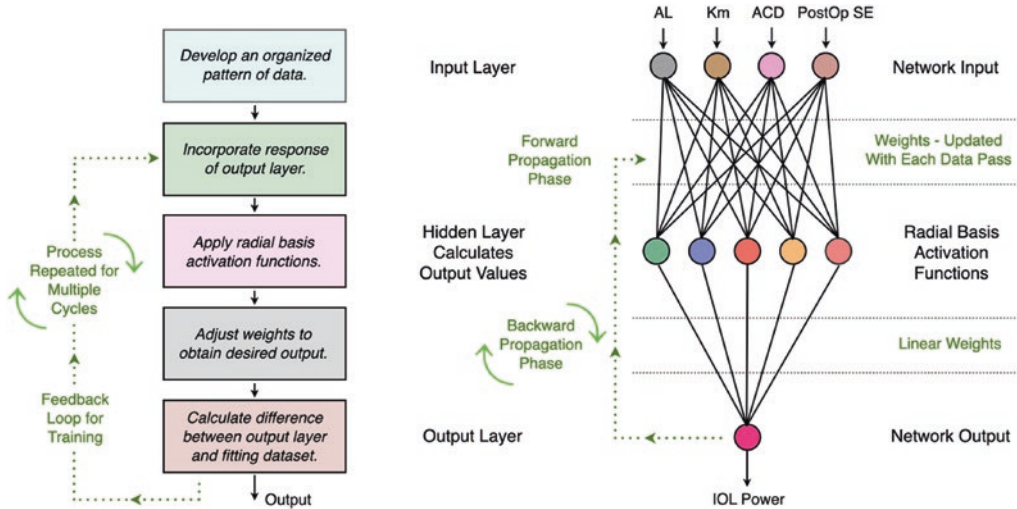 Develop an organized
pattern of data.
Incorporate response
of output layer.
Apply radial basis
activation functions.
Adjust weights to
obtain desired output.
Calculate difference
between output layer
and fitting dataset.
Output
Process
Repeated for
Multiple
Cycles
Feedback
Loop for
Training
AL
Km
ACD
PostOp SE
Input Layer
Network Input
Forward
Propagation
Phase
Weights - Updated
With Each Data Pass
Hidden Layer
Calculates
Output Values
Radial Basis
Activation
Functions
Backward
Propagation
Phase
Linear Weights
Output Layer
Network Output
IOL Power